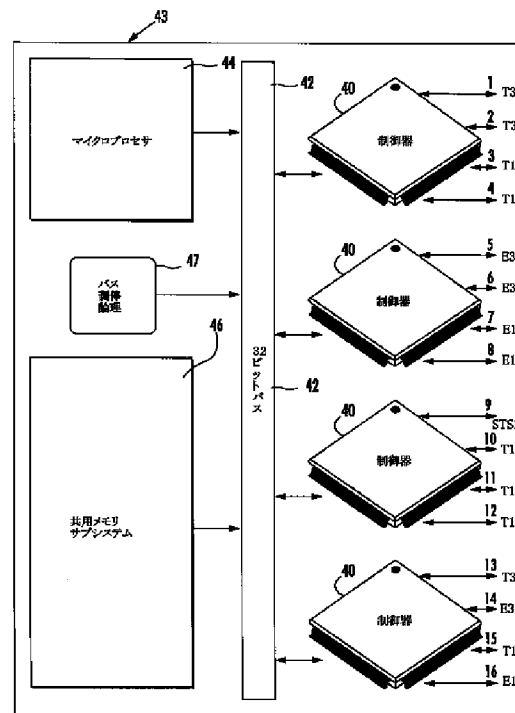 43
44
マイクロプロセサ
42
40
制御器
1 T3
2 T3
3 T1
4 T1
47
バス
調停
論理
46
32ビットバス
42
40
制御器
5 E3
6 E3
7 E1
8 E1
共用メモリ
サブシステム
40
制御器
9
10 T1
11 T1
12 T1
40
制御器
13 T3
14 E3
15 T1
16 E1